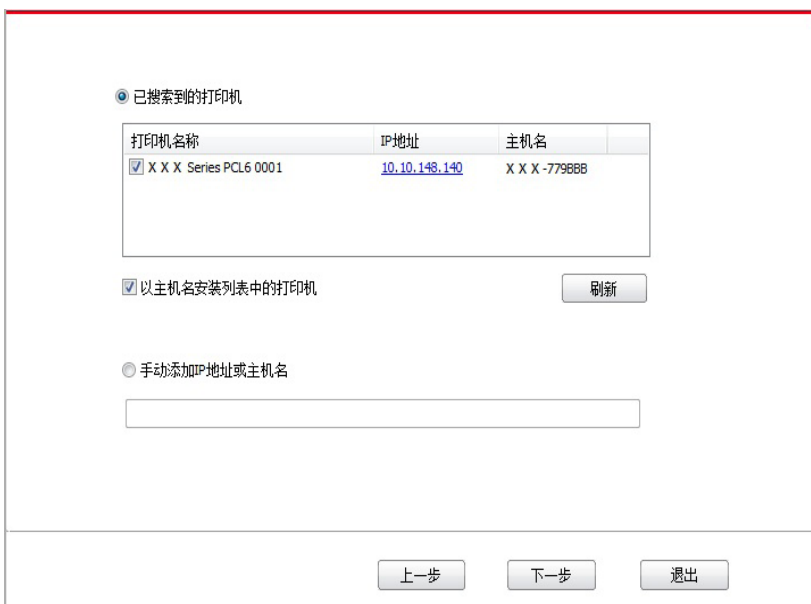 已搜索到的打印机
打印机名称 IP地址 主机名
X X X Series PCL6 0001 10.10.148.140 X X X -779BBB
以主机名安装列表中的打印机 刷新
手动添加IP地址或主机名
上一步 下一步 退出